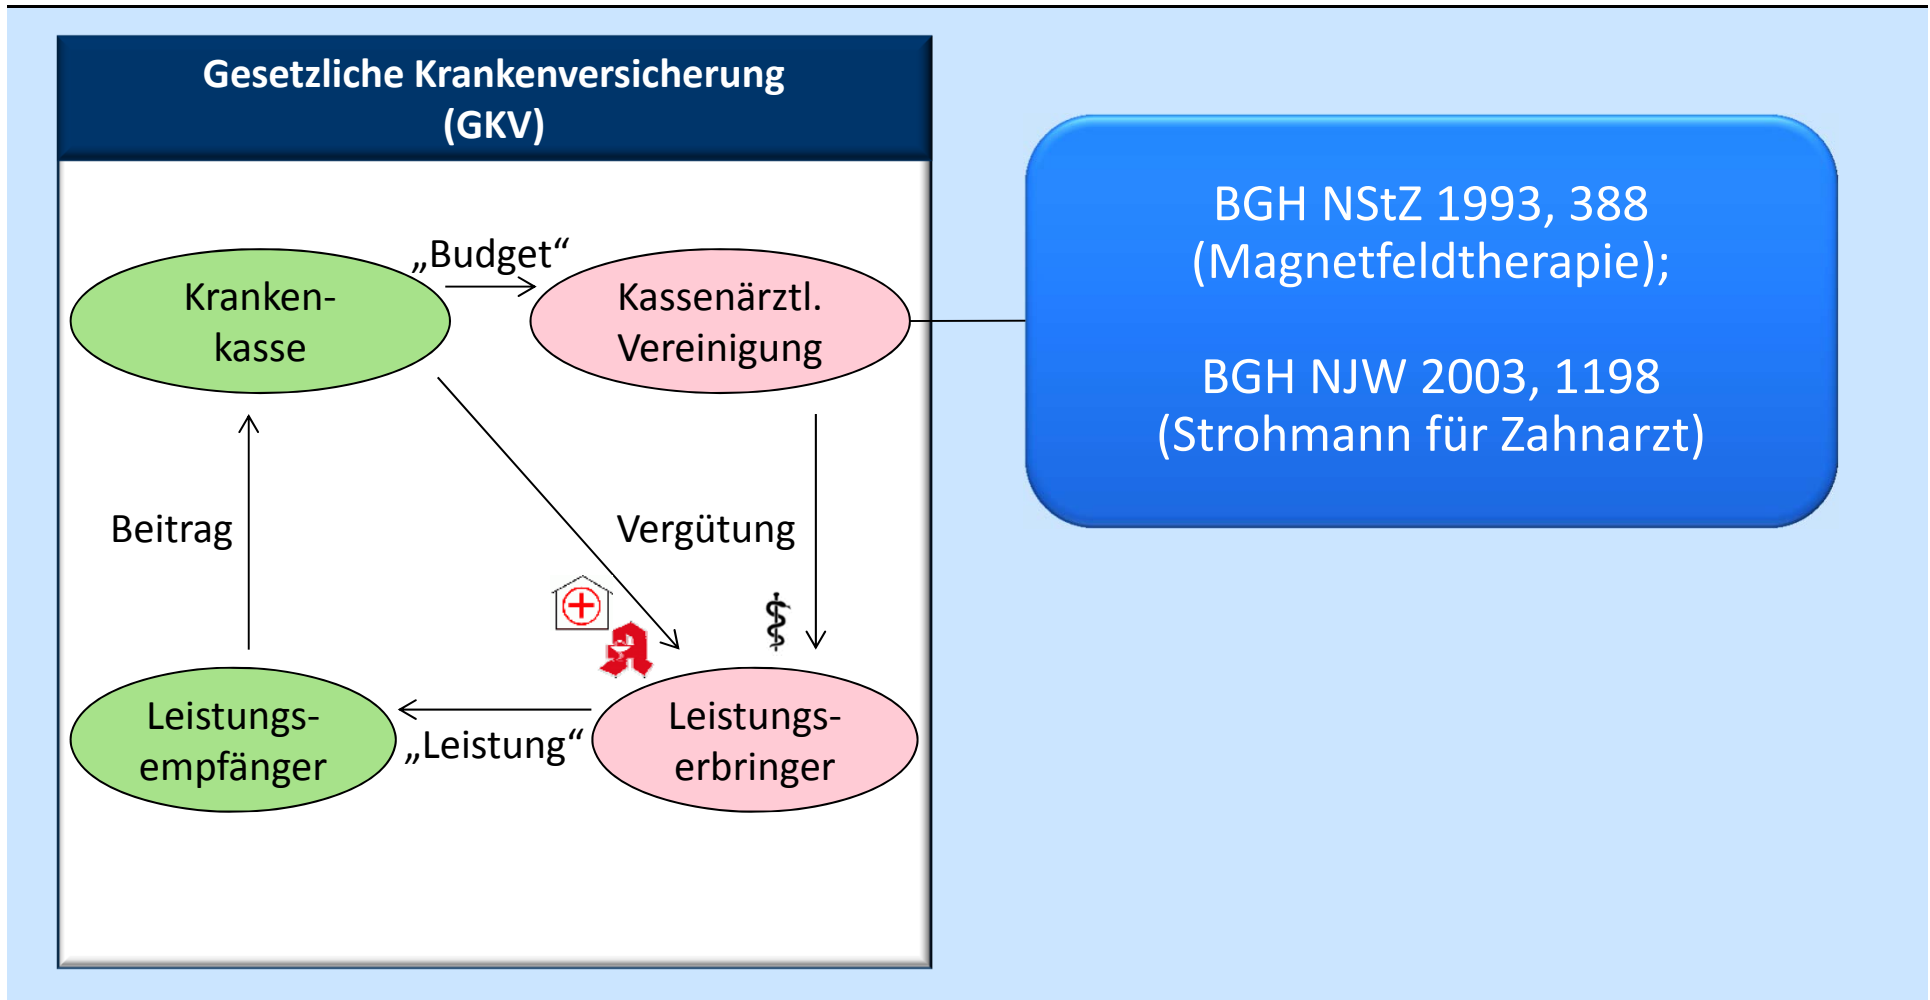 Gesetzliche Krankenversicherung
(GKV)
„Budget“
Kranken-
kasse
Kassenärztl.
Vereinigung
BGH NStZ 1993, 388
(Magnetfeldtherapie);
BGH NJW 2003, 1198
(Strohmann für Zahnarzt)
Beitrag
Vergütung
Leistungs-
empfänger
„Leistung“
Leistungs-
erbringer